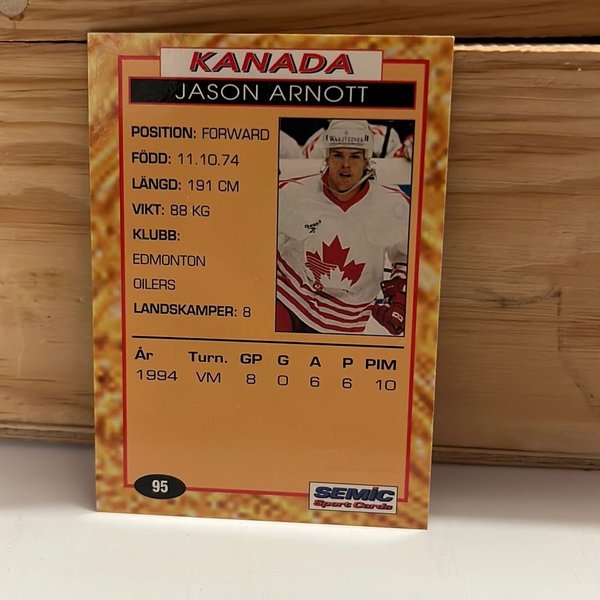 KANADA
JASON ARNOTT
POSITION: FORWARD
FÖDD: 11.10.74
LÄNGD: 191 CM
VIKT: 88 KG
KLUBB:
EDMONTON
OILERS
LANDSKAMPER: 8
År Turn. GP G A P PIM
1994 VM 8 0 6 6 10
95
SEMIC
Sport Cards